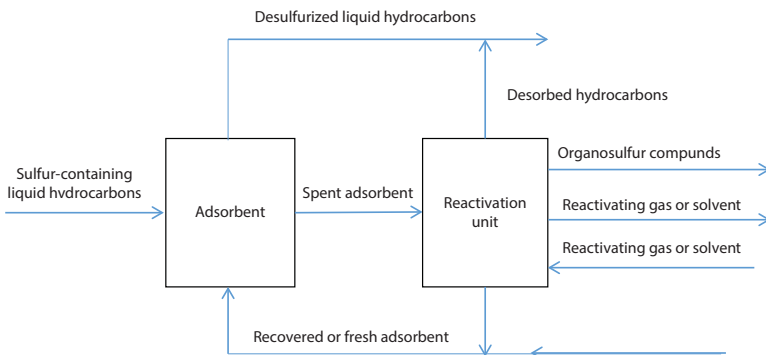 Desulfurized liquid hydrocarbons
Desorbed hydrocarbons
Sulfur-containing
liquid hvdrocarbons
Adsorbent
Spent adsorbent
Reactivation
unit
Organosulfur compunds
Reactivating gas or solvent
Reactivating gas or solvent
Recovered or fresh adsorbent